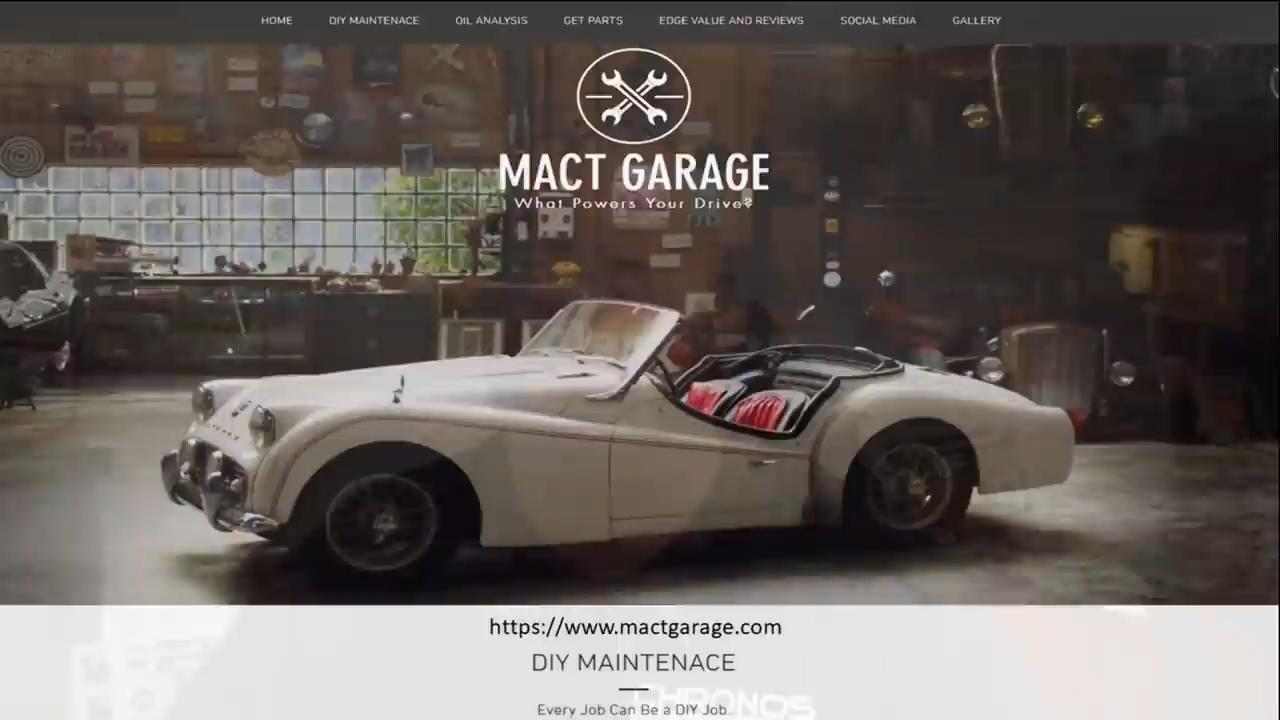 HOME DIY MAINTENACE OIL ANALYSIS GET PARTS EDGE VALUE AND REVIEWS SOCIAL MEDIA GALLERY
MACT GARAGE
What Powers Your Drive?
https://www.mactgarage.com
DIY MAINTENACE
CHRONOS
Every Job Can Be a DIY Job